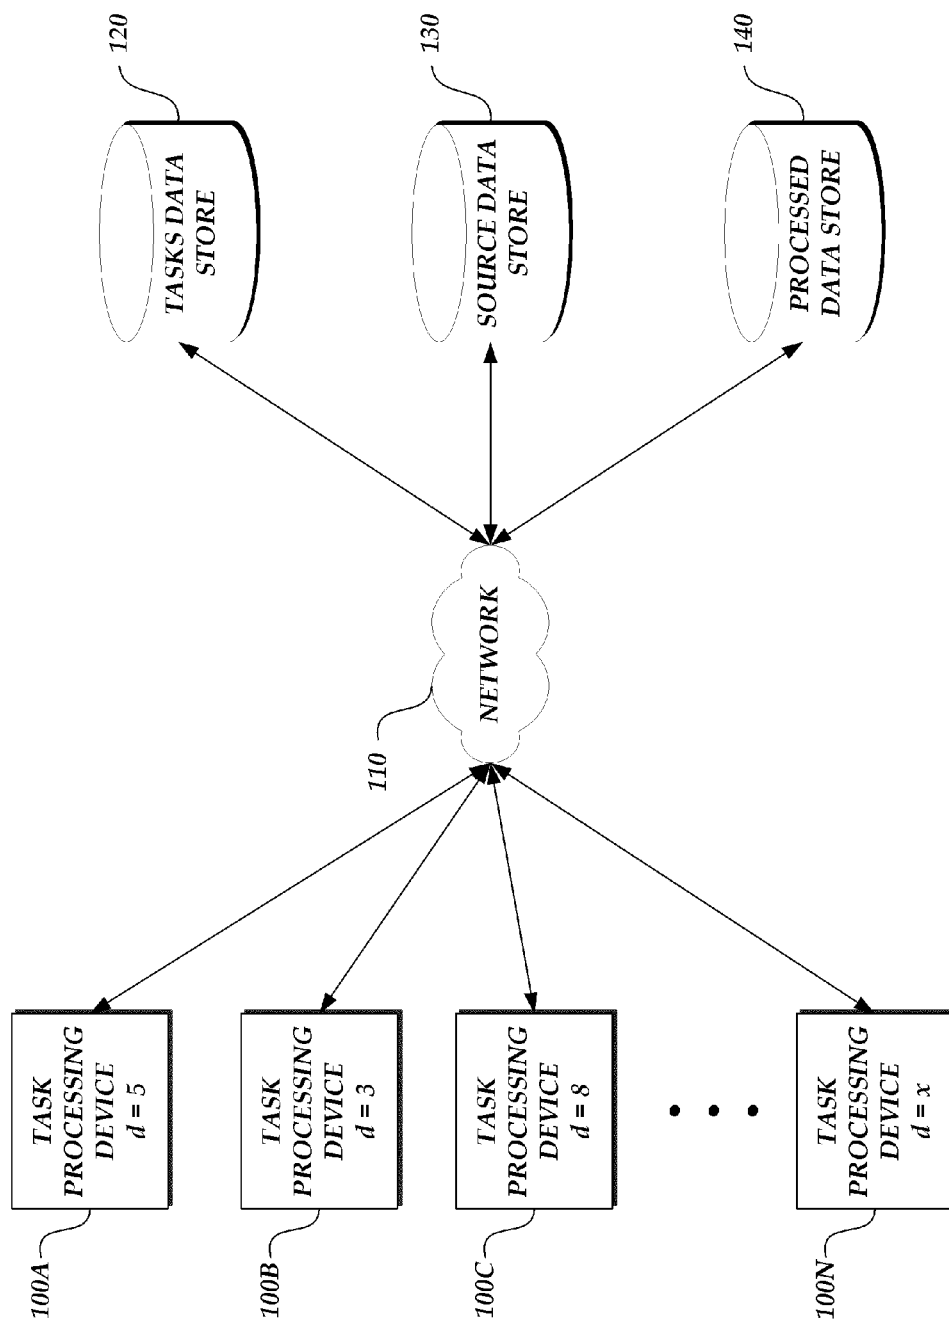 100A
TASK
PROCESSING
DEVICE
d = 5
100B
TASK
PROCESSING
DEVICE
d = 3
100C
TASK
PROCESSING
DEVICE
d = 8
100N
TASK
PROCESSING
DEVICE
d = x
110
NETWORK
120
TASKS DATA
STORE
130
SOURCE DATA
STORE
140
PROCESSED
DATA STORE